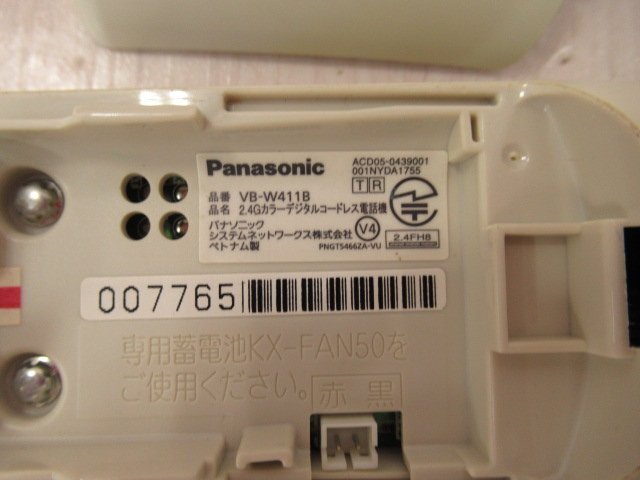 Panasonic
ACD05-0439001
001NYDA1755
T R
品番 VB-W411B
品名 2.4Gカラーデジタルコードレス電話機
パナソニック
システムネットワークス株式会社
ベトナム製
V4
2.4FH8
PNGT5466ZA-VU
007765
専用蓄電池KX-FAN50を
ご使用ください。
赤 黒